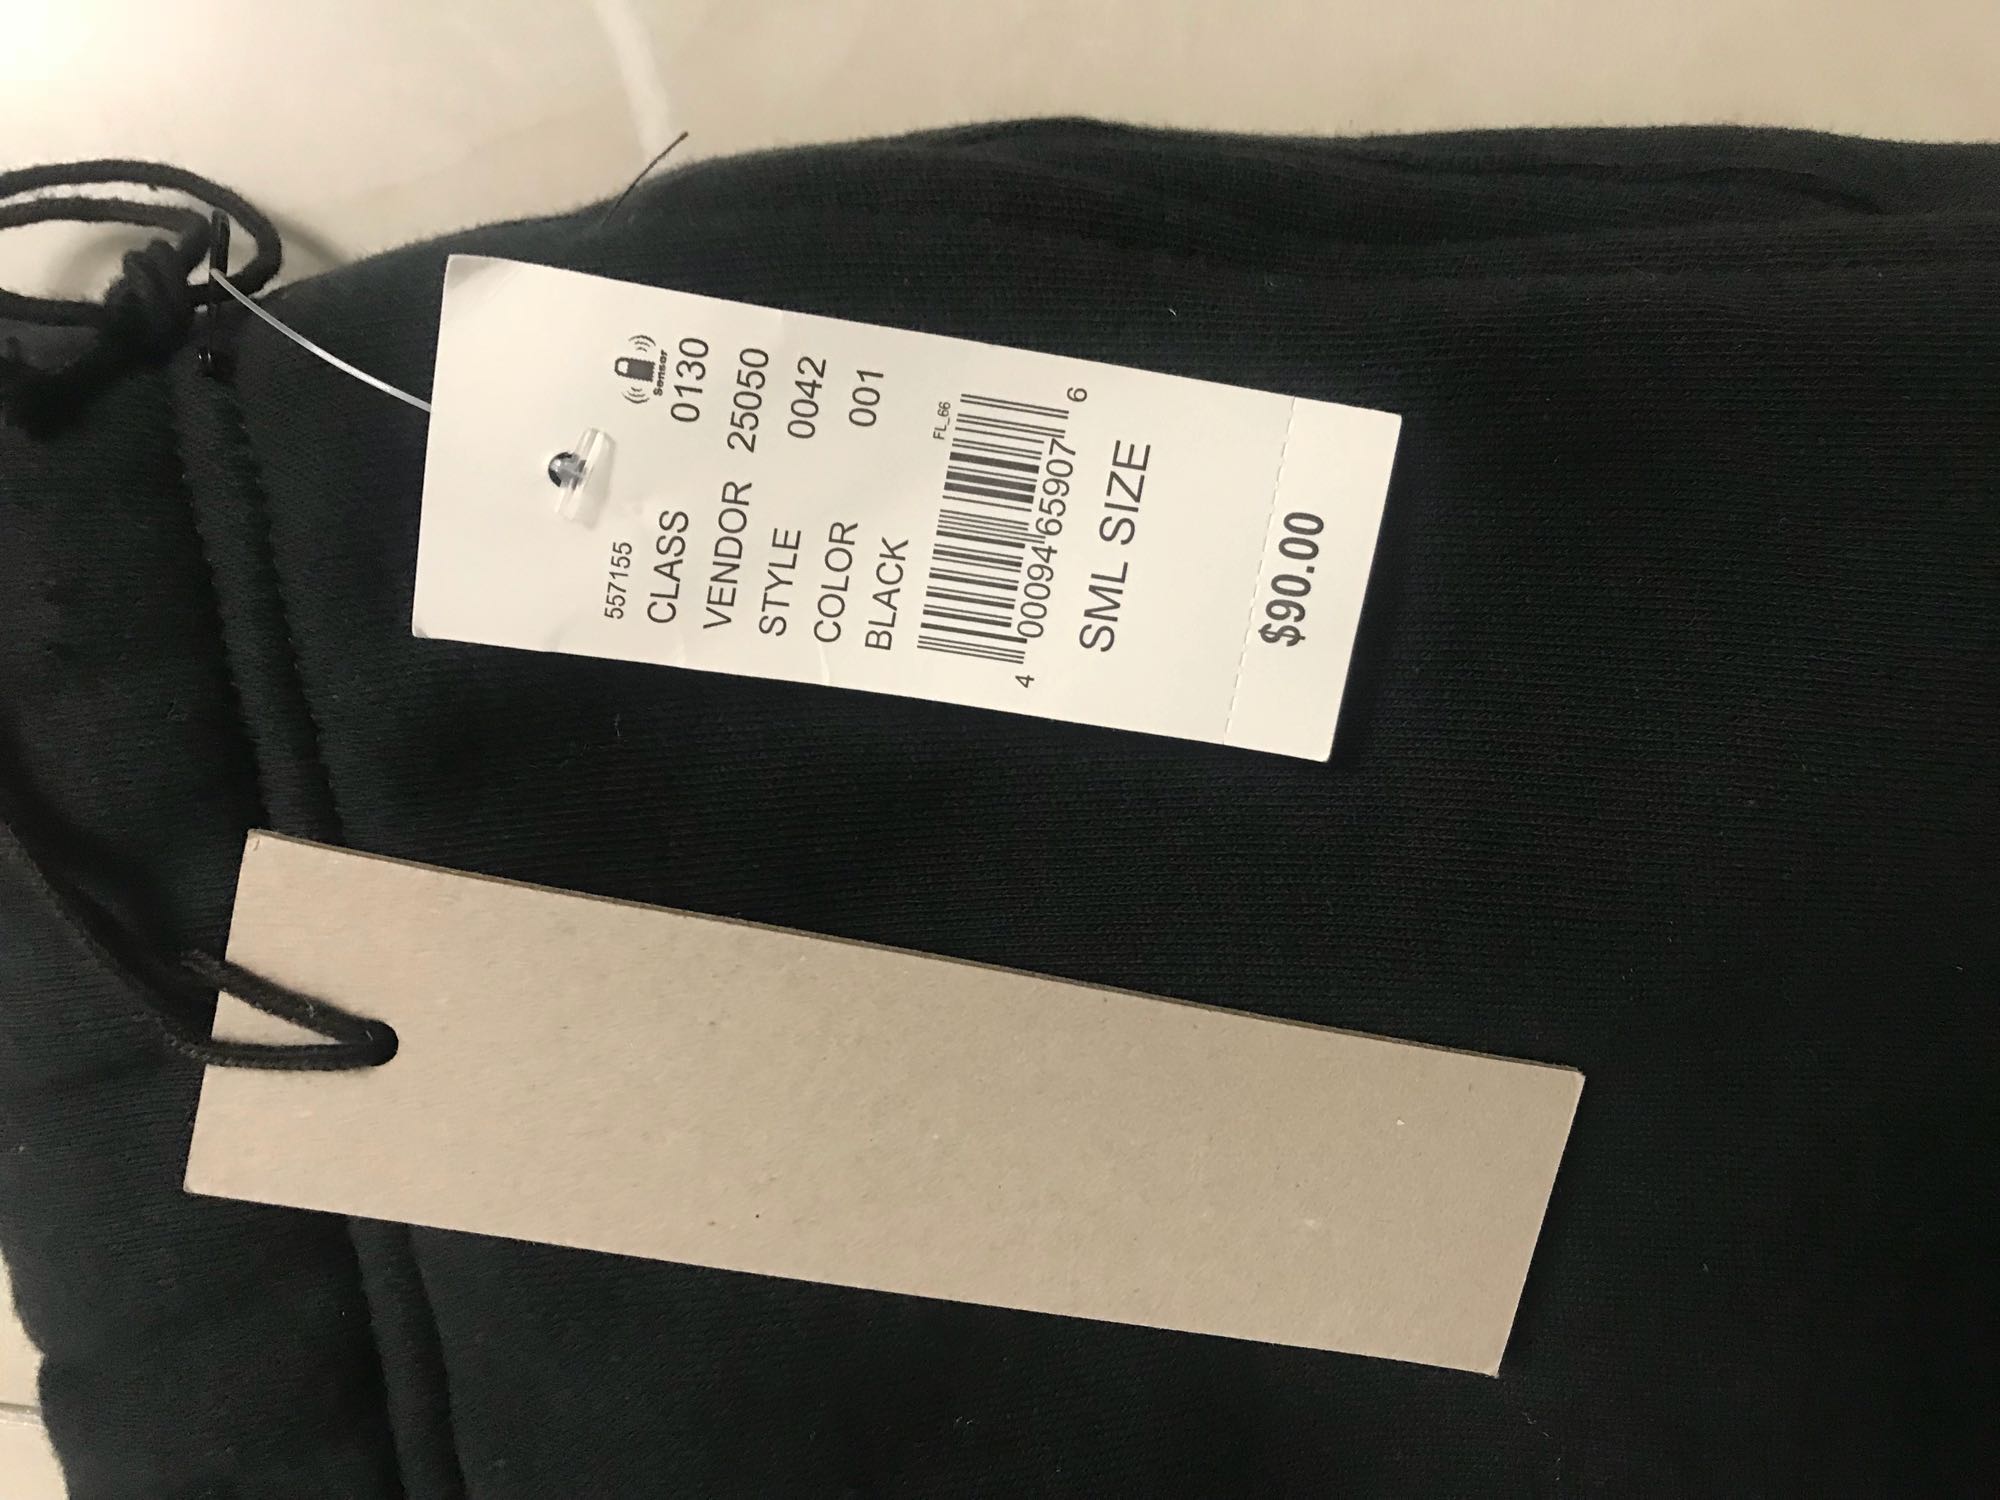 Sensor
557155
CLASS 0130
VENDOR 25050
STYLE 0042
COLOR 001
BLACK
FL_66
4 00094 65907 6
SML SIZE
$90.00